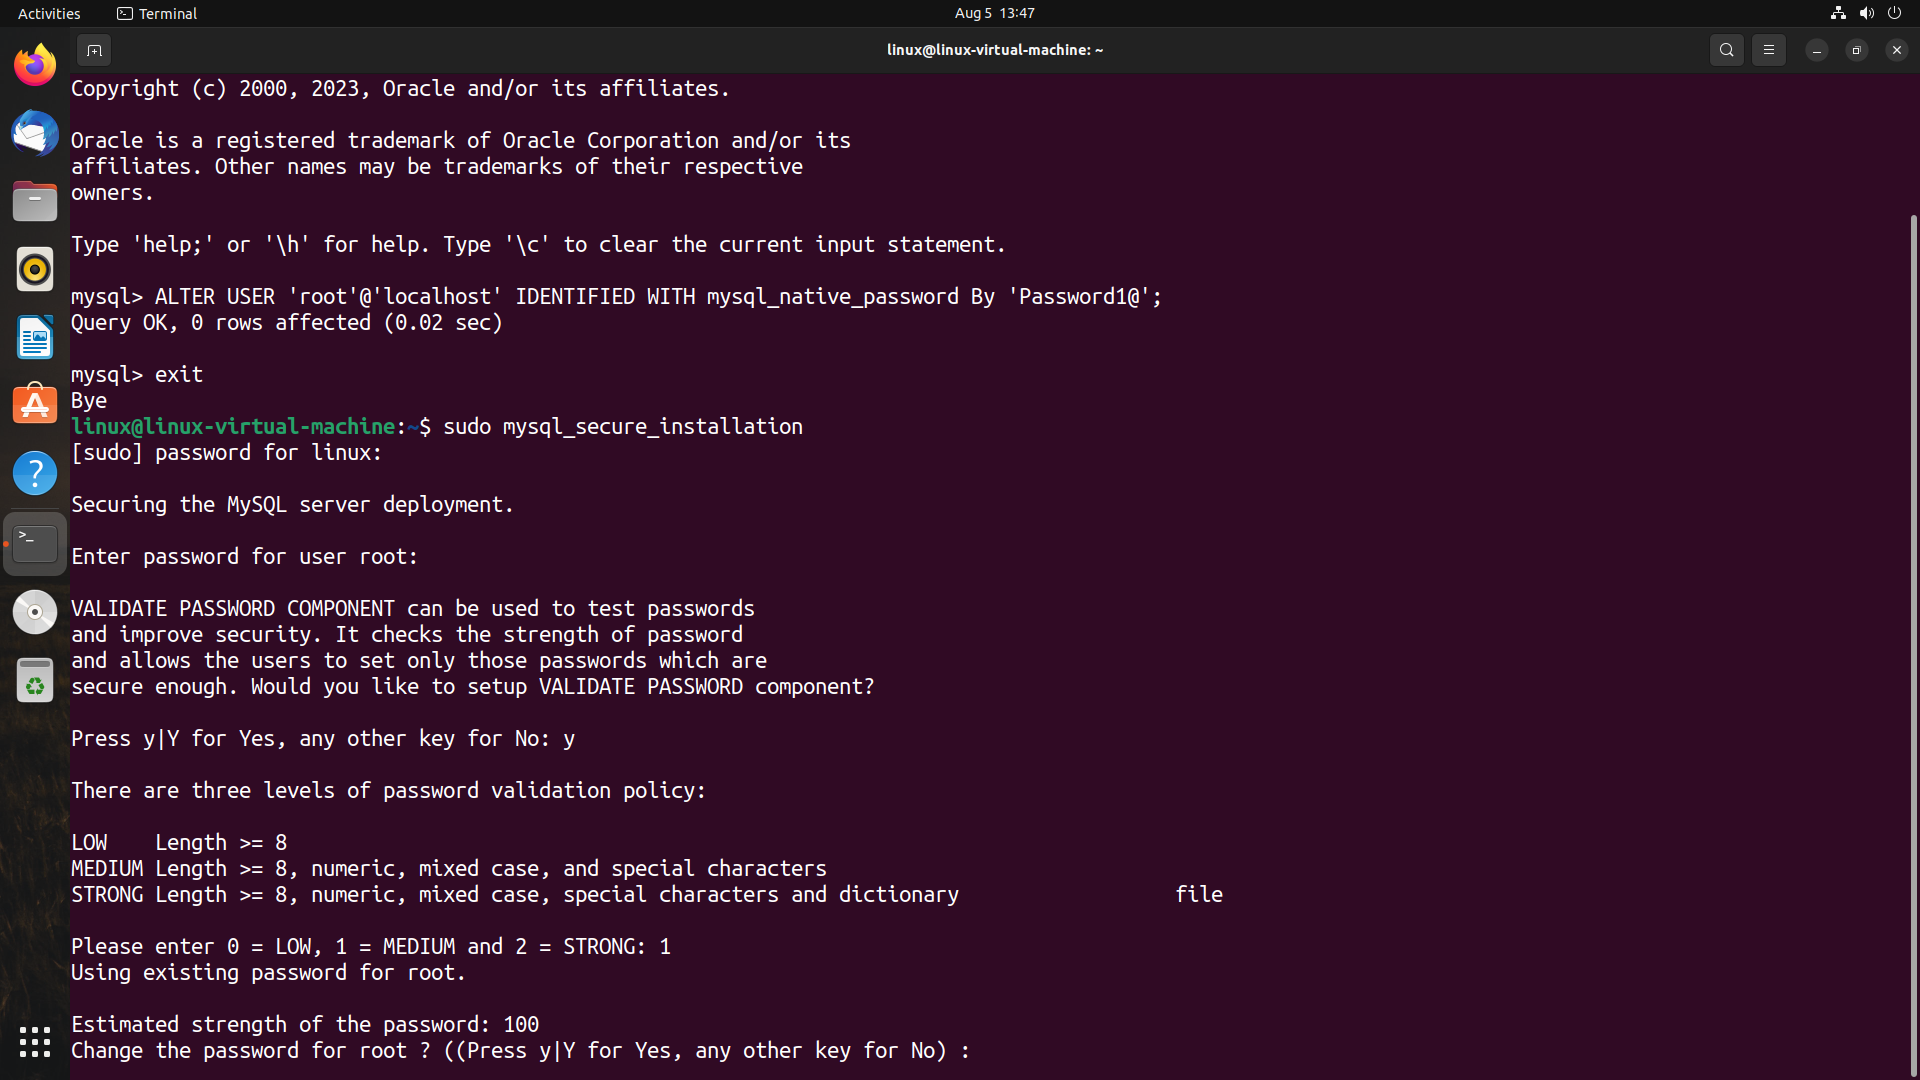 Activities Terminal Aug 5 13:47
linux@linux-virtual-machine: ~
Copyright (c) 2000, 2023, Oracle and/or its affiliates.
Oracle is a registered trademark of Oracle Corporation and/or its
affiliates. Other names may be trademarks of their respective
owners.
Type 'help;' or '\h' for help. Type '\c' to clear the current input statement.
mysql> ALTER USER 'root'@'localhost' IDENTIFIED WITH mysql_native_password By 'Password1@';
Query OK, 0 rows affected (0.02 sec)
mysql> exit
Bye
linux@linux-virtual-machine:~$ sudo mysql_secure_installation
[sudo] password for linux:
Securing the MySQL server deployment.
Enter password for user root:
VALIDATE PASSWORD COMPONENT can be used to test passwords
and improve security. It checks the strength of password
and allows the users to set only those passwords which are
secure enough. Would you like to setup VALIDATE PASSWORD component?
Press y|Y for Yes, any other key for No: y
There are three levels of password validation policy:
LOW    Length >= 8
MEDIUM Length >= 8, numeric, mixed case, and special characters
STRONG Length >= 8, numeric, mixed case, special characters and dictionary                  file
Please enter 0 = LOW, 1 = MEDIUM and 2 = STRONG: 1
Using existing password for root.
Estimated strength of the password: 100
Change the password for root ? ((Press y|Y for Yes, any other key for No) :